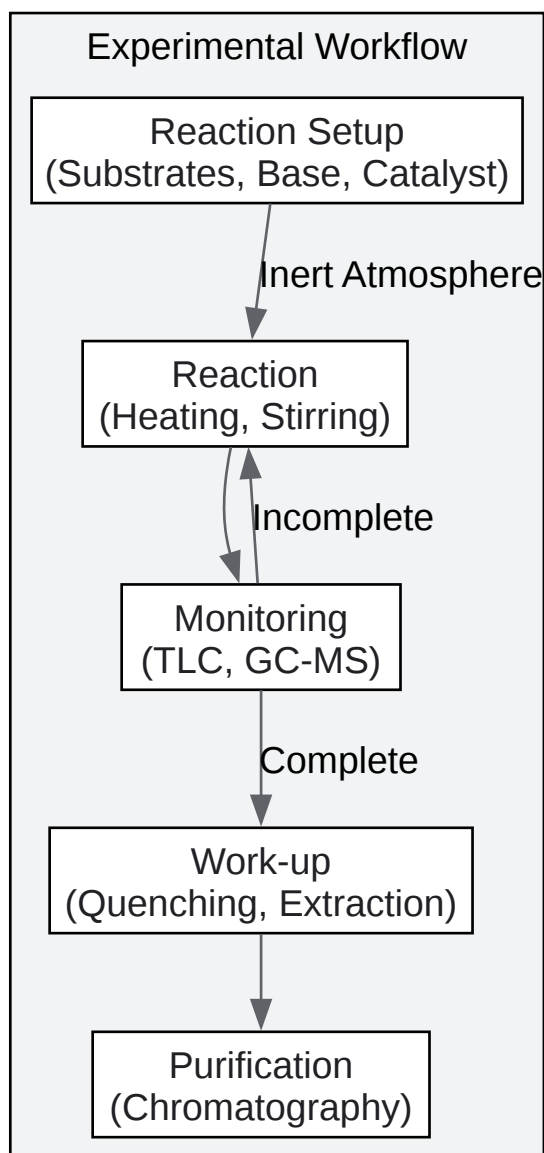 Experimental Workflow
Reaction Setup
(Substrates, Base, Catalyst)
Inert Atmosphere
Reaction
(Heating, Stirring)
Incomplete
Monitoring
(TLC, GC-MS)
Complete
Work-up
(Quenching, Extraction)
Purification
(Chromatography)